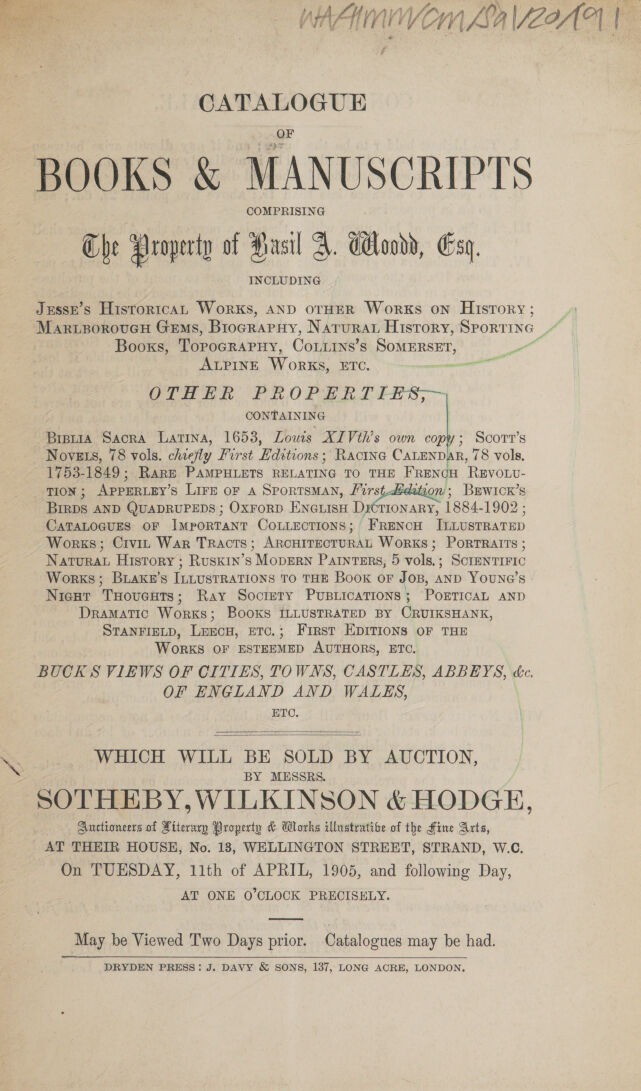 WA/HMM/CM/Sal/20/191
CATALOGUE
OF
BOOKS & MANUSCRIPTS
COMPRISING
The Property of Basil A. Woodd, Esq.
INCLUDING
JESSE'S HISTORICAL WORKS, AND OTHER WORKS ON HISTORY;
MARLBOROUGH GEMS, BIOGRAPHY, NATURAL HISTORY, SPORTING
BOOKS, TOPOGRAPHY, COLLINS'S SOMERSET,
ALPINE WORKS, ETC.
OTHER PROPERTIES,
CONTAINING
BIBLIA SACRA LATINA, 1653, Louis XIVth's own copy; SCOTT'S
NOVELS, 78 vols. chiefly First Editions; RACING CALENDAR, 78 vols.
1753-1849; RARE PAMPHLETS RELATING TO THE FRENCH REVOLU-
TION; APPERLEY'S LIFE OF A SPORTSMAN, First Edition; BEWICK'S
BIRDS AND QUADRUPEDS; OXFORD ENGLISH DICTIONARY, 1884-1902;
CATALOGUES OF IMPORTANT COLLECTIONS; FRENCH ILLUSTRATED
WORKS; CIVIL WAR TRACTS; ARCHITECTURAL WORKS; PORTRAITS;
NATURAL HISTORY; RUSKIN'S MODERN PAINTERS, 5 vols.; SCIENTIFIC
WORKS; BLAKE'S ILLUSTRATIONS TO THE BOOK OF JOB, AND YOUNG'S
NIGHT THOUGHTS; RAY SOCIETY PUBLICATIONS; POETICAL AND
DRAMATIC WORKS; BOOKS ILLUSTRATED BY CRUIKSHANK,
STANFIELD, LEECH, ETC.; FIRST EDITIONS OF THE
WORKS OF ESTEEMED AUTHORS, ETC.
BUCKS VIEWS OF CITIES, TOWNS, CASTLES, ABBEYS, &c.
OF ENGLAND AND WALES,
ETC.
WHICH WILL BE SOLD BY AUCTION,
BY MESSRS.
SOTHEBY, WILKINSON & HODGE,
Auctioneers of Literary Property & Works illustrative of the Fine Arts,
AT THEIR HOUSE, No. 13, WELLINGTON STREET, STRAND, W.C.
On TUESDAY, 11th of APRIL, 1905, and following Day,
AT ONE O'CLOCK PRECISELY.
May be Viewed Two Days prior. Catalogues may be had.
DRYDEN PRESS: J. DAVY & SONS, 137, LONG ACRE, LONDON.